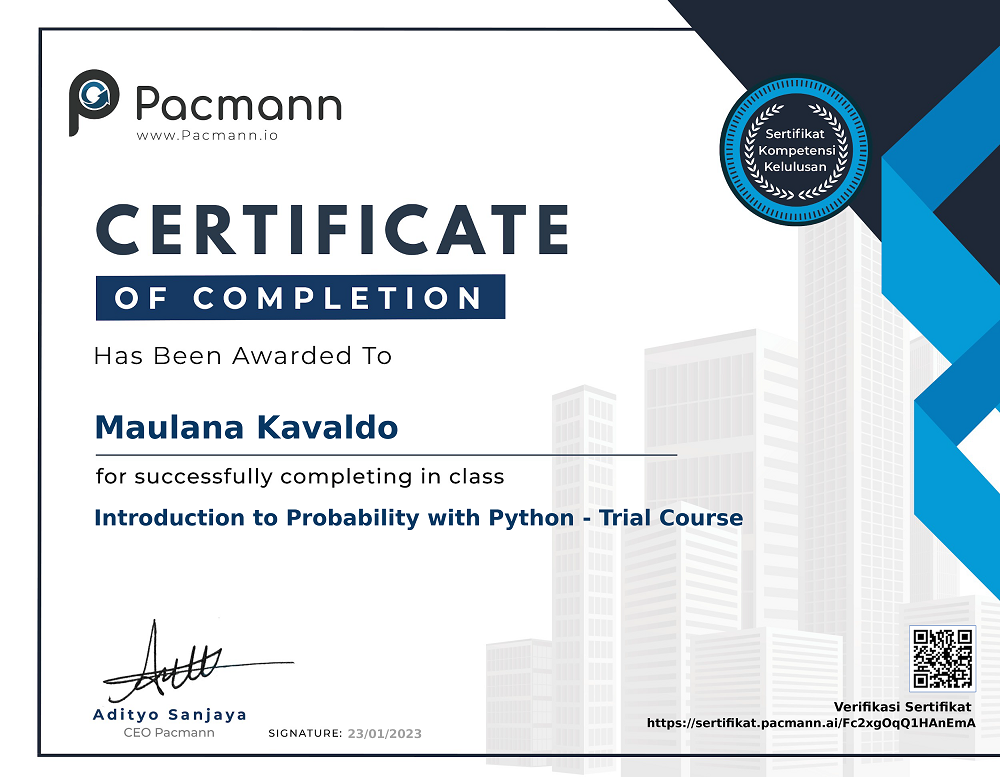 Pacmann
www.Pacmann.io
Sertifikat
Kompetensi
Kelulusan
CERTIFICATE
OF COMPLETION
Has Been Awarded To
Maulana Kavaldo
for successfully completing in class
Introduction to Probability with Python - Trial Course
Adityo Sanjaya
CEO Pacmann
SIGNATURE: 23/01/2023
Verifikasi Sertifikat
https://sertifikat.pacmann.ai/Fc2xgOqQ1HAnEmA